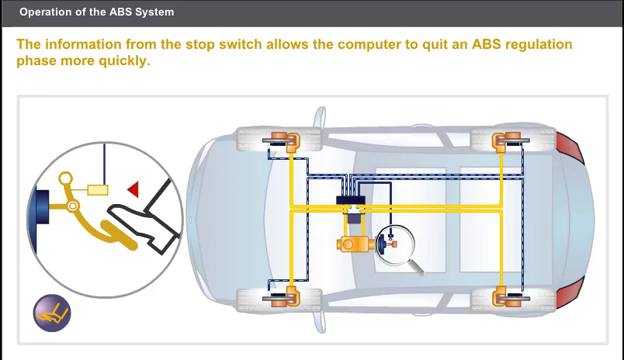 Operation of the ABS System
The information from the stop switch allows the computer to quit an ABS regulation
phase more quickly.